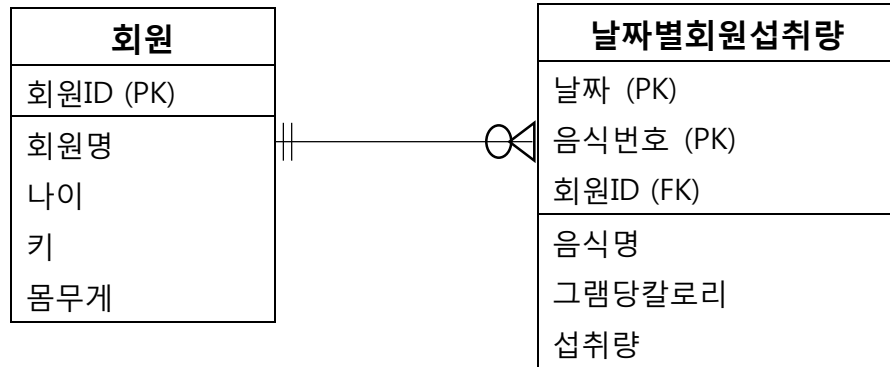 회원
회원ID (PK)
회원명
나이
키
몸무게
날짜별회원섭취량
날짜 (PK)
음식번호 (PK)
회원ID (FK)
음식명
그램당칼로리
섭취량